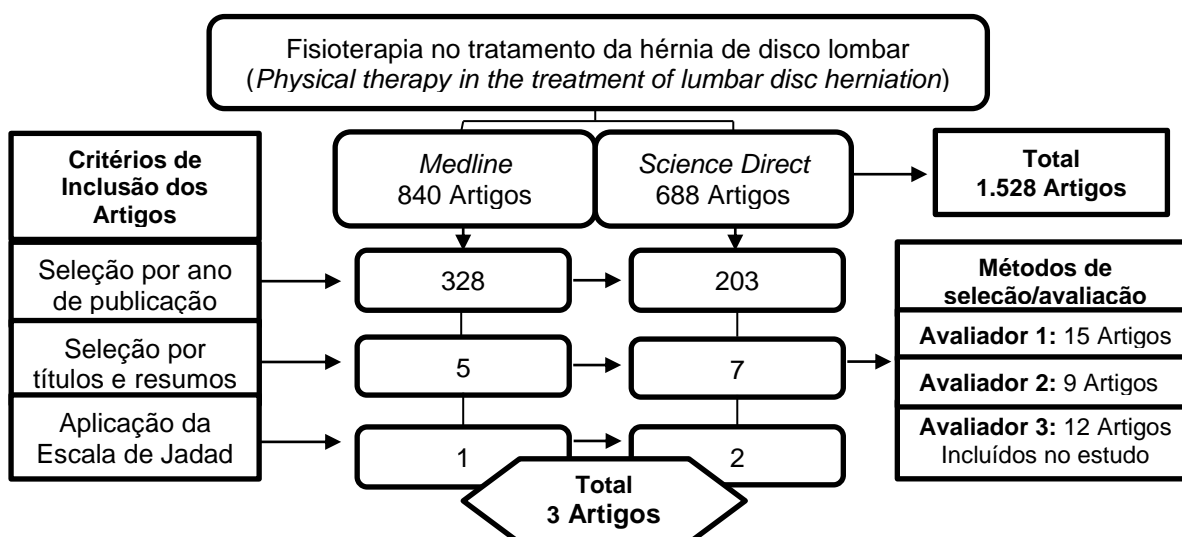 Fisioterapia no tratamento da hérnia de disco lombar
(Physical therapy in the treatment of lumbar disc herniation)
Critérios de
Inclusão dos
Artigos
Medline
840 Artigos
Science Direct
688 Artigos
Total
1.528 Artigos
Seleção por ano
de publicação
328
203
Métodos de
seleção/avaliação
Avaliador 1: 15 Artigos
Avaliador 2: 9 Artigos
Avaliador 3: 12 Artigos
Incluídos no estudo
Seleção por
títulos e resumos
5
7
Aplicação da
Escala de Jadad
1
2
Total
3 Artigos